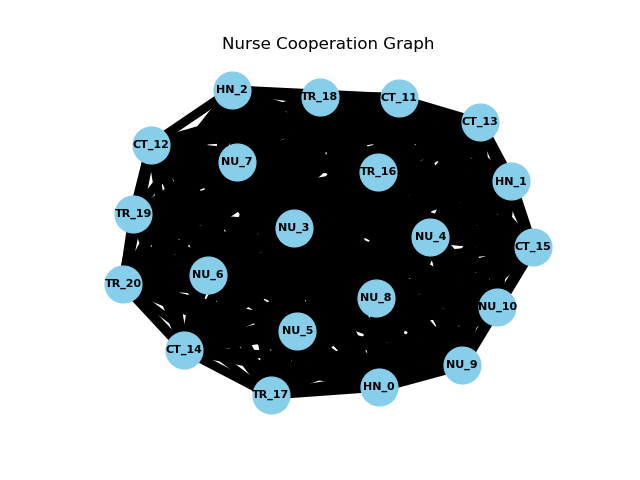 Nurse Cooperation Graph
HN_2
TR_18
CT_11
CT_13
CT_12
NU_7
TR_16
HN_1
TR_19
NU_3
NU_4
CT_15
NU_6
TR_20
NU_8
NU_10
NU_5
CT_14
NU_9
HN_0
TR_17